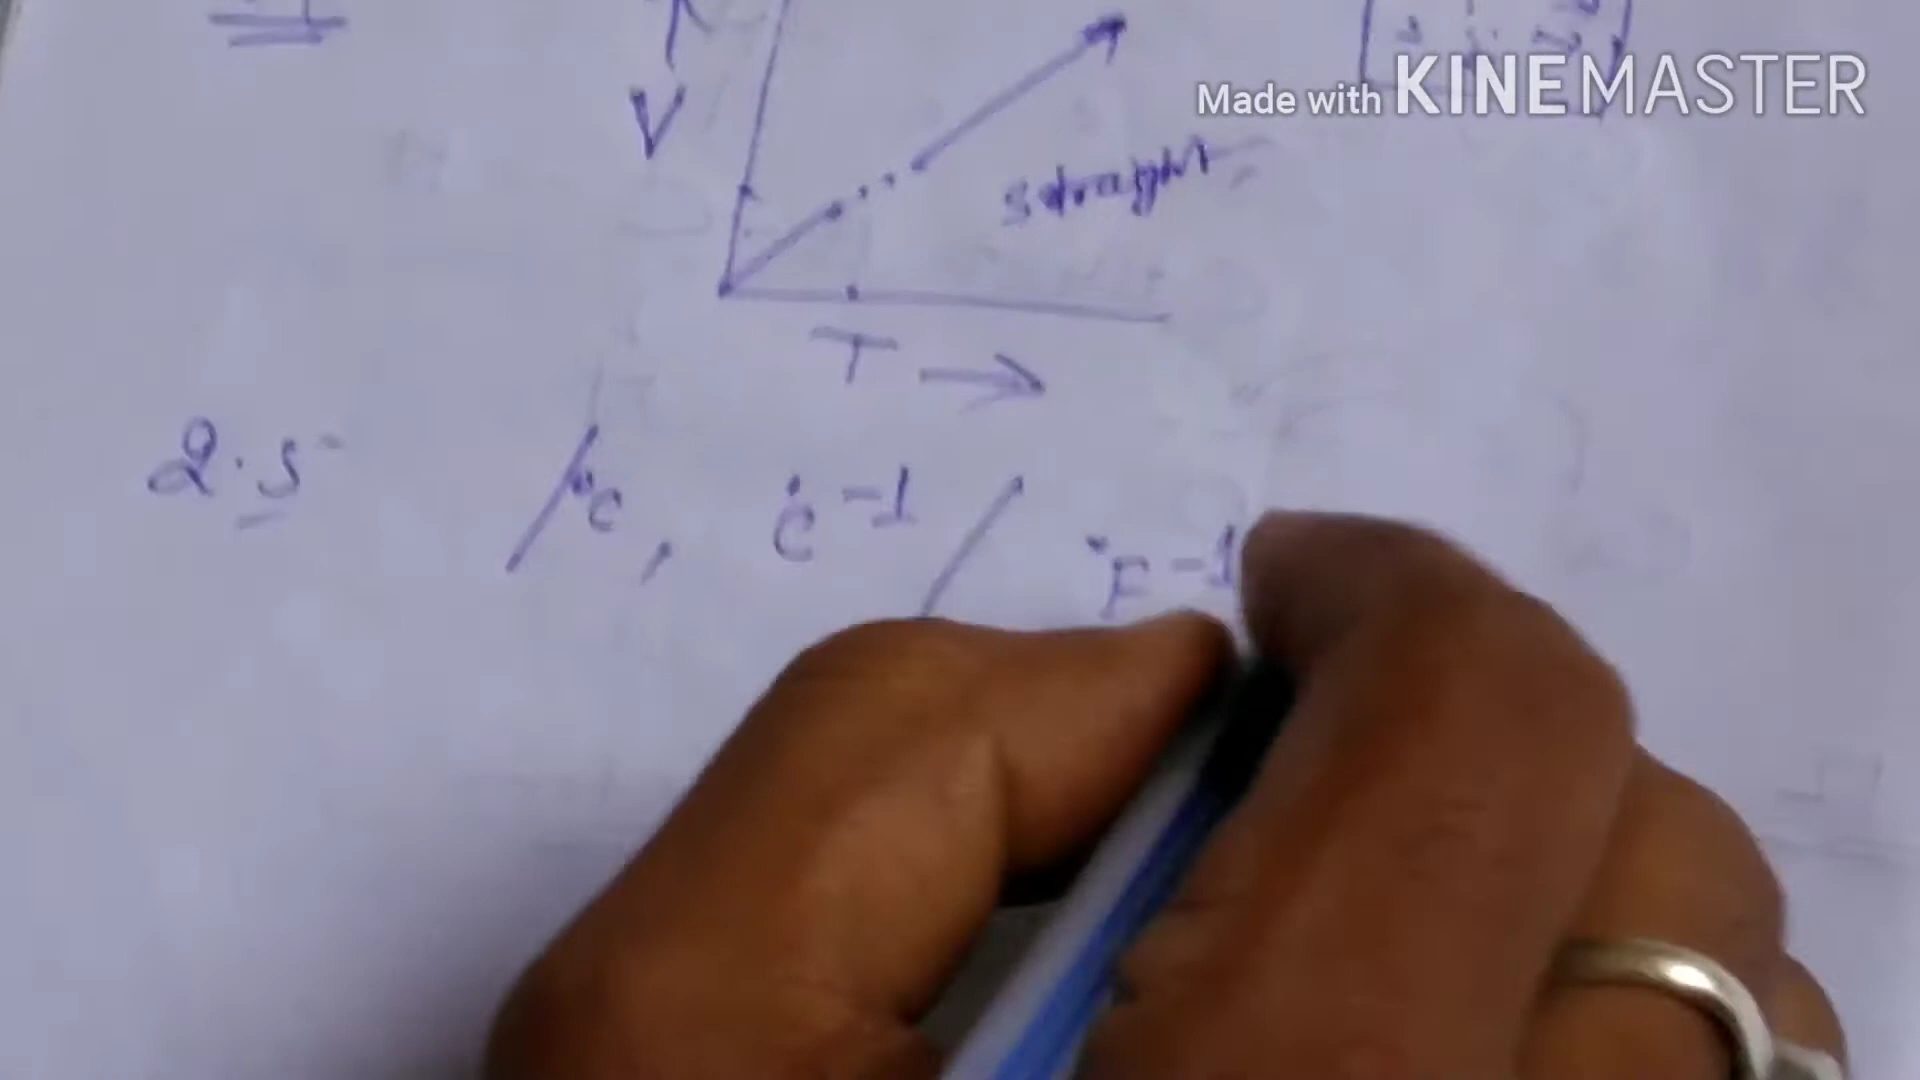 Made with KINEMASTER
V
straight
T →
2.5 /°C, °C-1 / °F-1